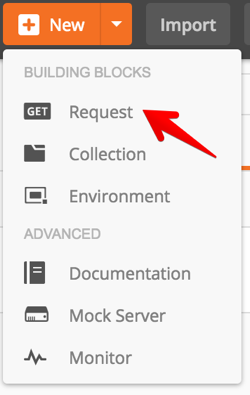 New
Import
BUILDING BLOCKS
GET
Request
Collection
Environment
ADVANCED
Documentation
Mock Server
Monitor